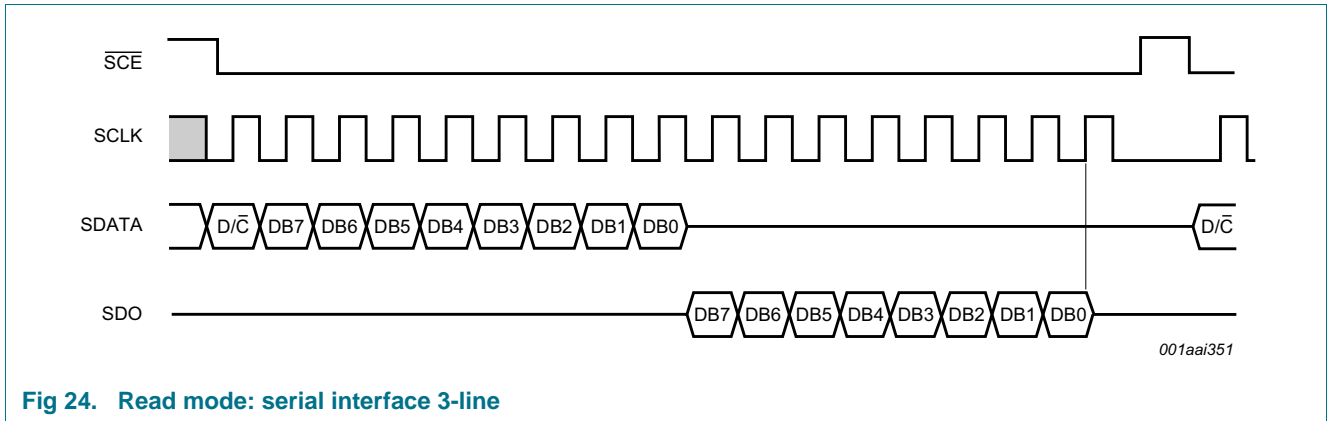 SCE
SCLK
SDATA D/C̅ DB7 DB6 DB5 DB4 DB3 DB2 DB1 DB0 D/C̅
SDO DB7 DB6 DB5 DB4 DB3 DB2 DB1 DB0
001aai351
Fig 24. Read mode: serial interface 3-line